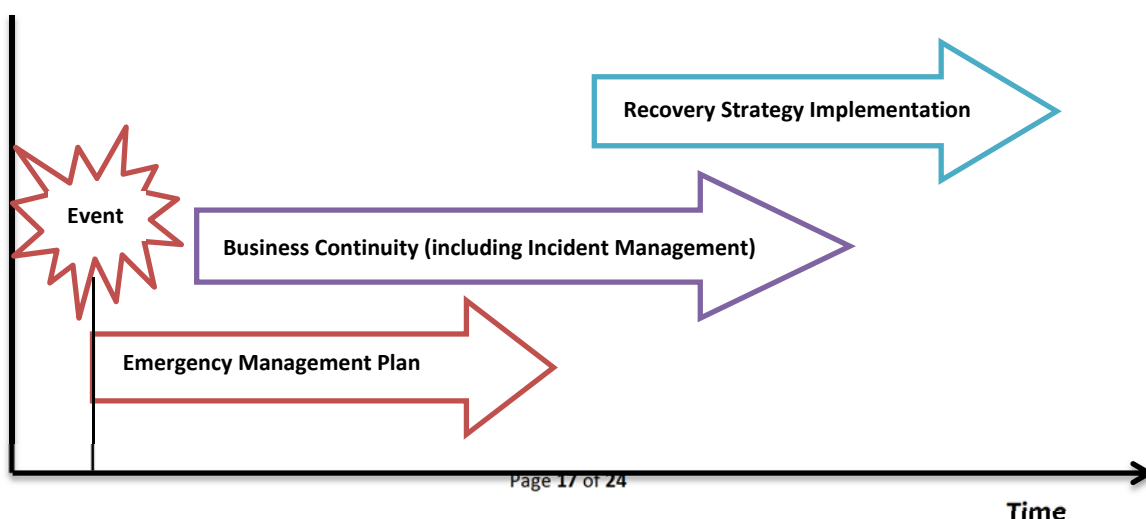 Recovery Strategy Implementation
Event
Business Continuity (including Incident Management)
Emergency Management Plan
Page 17 of 24
Time